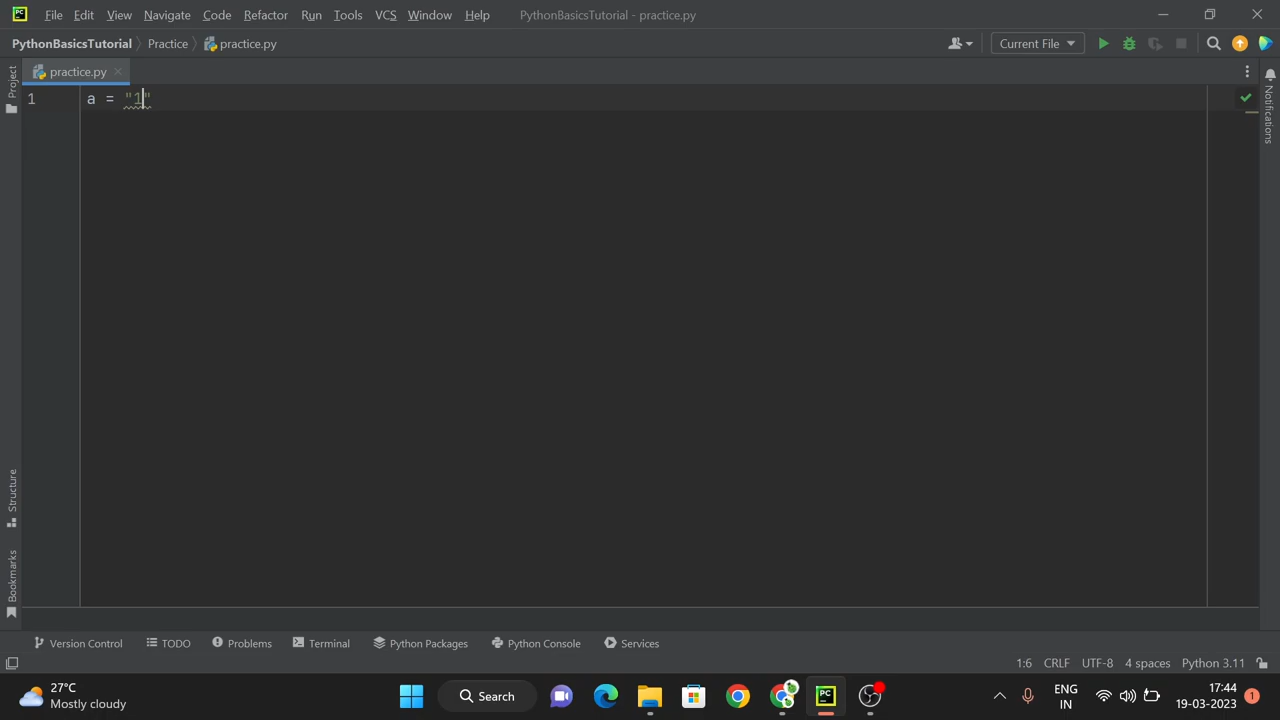 PC File Edit View Navigate Code Refactor Run Tools VCS Window Help PythonBasicsTutorial - practice.py
PythonBasicsTutorial Practice practice.py Current File
Project
practice.py
1 a = "1"
Notifications
Structure
Bookmarks
Version Control TODO Problems Terminal Python Packages Python Console Services
1:6 CRLF UTF-8 4 spaces Python 3.11
27°C
Mostly cloudy
Search
PC
ENG
IN
17:44
19-03-2023
1